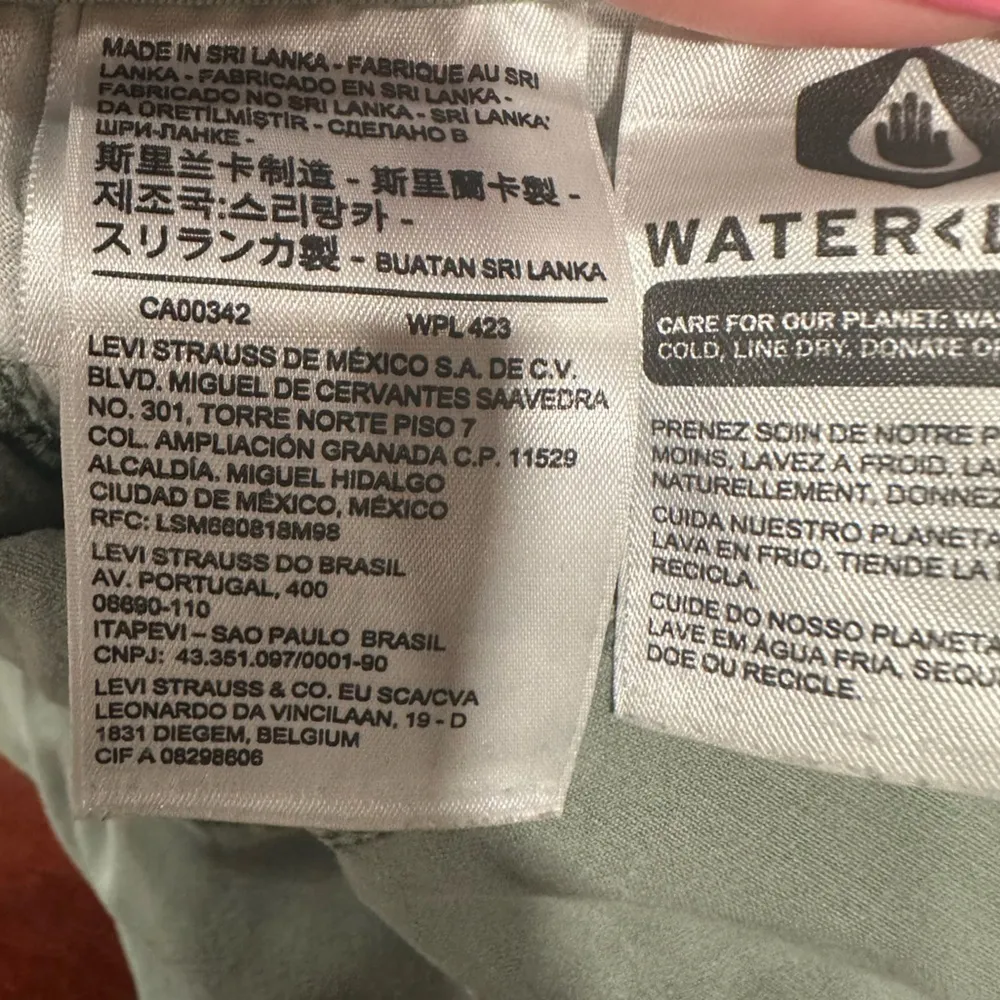 MADE IN SRI LANKA - FABRIQUE AU SRI
LANKA - FABRICADO EN SRI LANKA -
FABRICADO NO SRI LANKA - SRI LANKA'
DA ÜRETILMİŞTİR - СДЕЛАНО В
ШРИ-ЛАНКЕ -
斯里兰卡制造 - 斯里蘭卡製 -
제조국:스리랑카 -
スリランカ製 - BUATAN SRI LANKA
CA00342 WPL 423
LEVI STRAUSS DE MÉXICO S.A. DE C.V.
BLVD. MIGUEL DE CERVANTES SAAVEDRA
NO. 301, TORRE NORTE PISO 7
COL. AMPLIACIÓN GRANADA C.P. 11529
ALCALDÍA. MIGUEL HIDALGO
CIUDAD DE MÉXICO, MÉXICO
RFC: LSM660818M98
LEVI STRAUSS DO BRASIL
AV. PORTUGAL, 400
06690-110
ITAPEVI – SAO PAULO BRASIL
CNPJ: 43.351.097/0001-90
LEVI STRAUSS & CO. EU SCA/CVA
LEONARDO DA VINCILAAN, 19 - D
1831 DIEGEM, BELGIUM
CIF A 08298606
WATER<
CARE FOR OUR PLANET:
COLD, LINE DRY, DONATE
PRENEZ SOIN DE NOTRE
MOINS, LAVEZ À FROID.
NATURELLEMENT, DONNEZ
CUIDA NUESTRO PLANETA
LAVA EN FRIO, TIENDE LA
RECICLA.
CUIDE DO NOSSO PLANETA
LAVE EM ÁGUA FRIA,
DOE OU RECICLE.